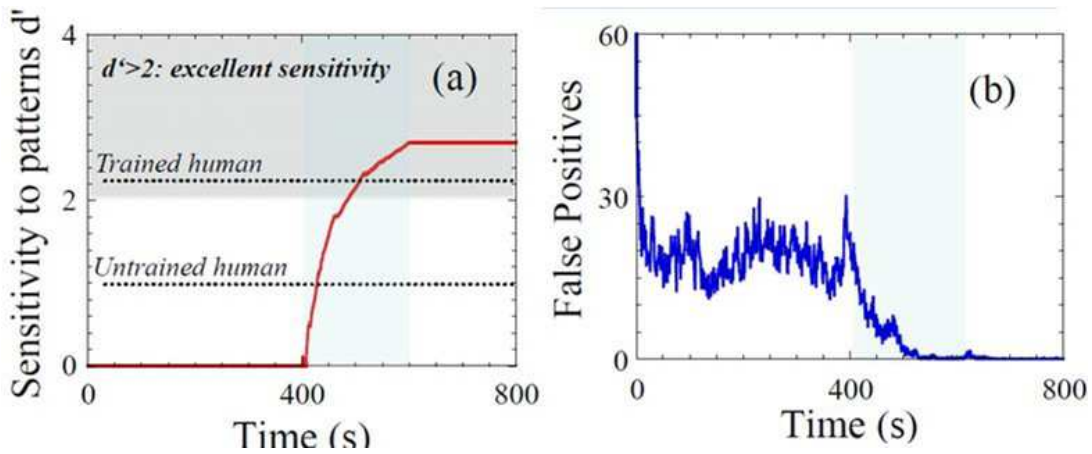 Sensitivity to patterns d'
4
2
0
d'>2: excellent sensitivity
(a)
Trained human
Untrained human
0
400
800
Time (s)
False Positives
60
30
0
(b)
0
400
800
Time (s)